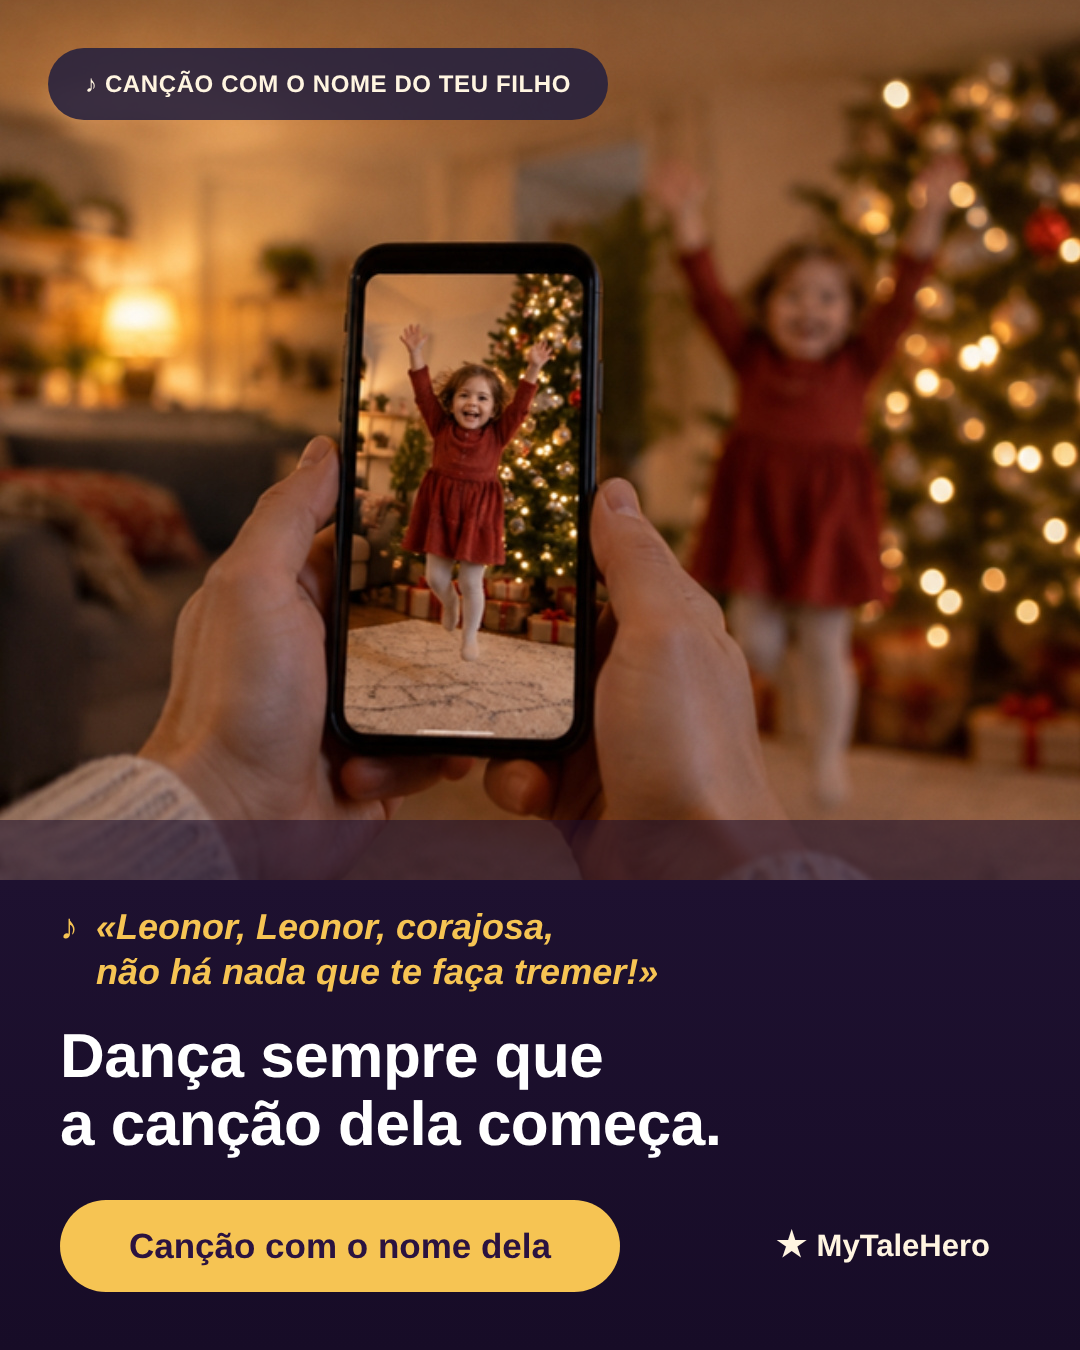 ♪ CANÇÃO COM O NOME DO TEU FILHO
♪ «Leonor, Leonor, corajosa,
não há nada que te faça tremer!»
Dança sempre que
a canção dela começa.
Canção com o nome dela
★ MyTaleHero